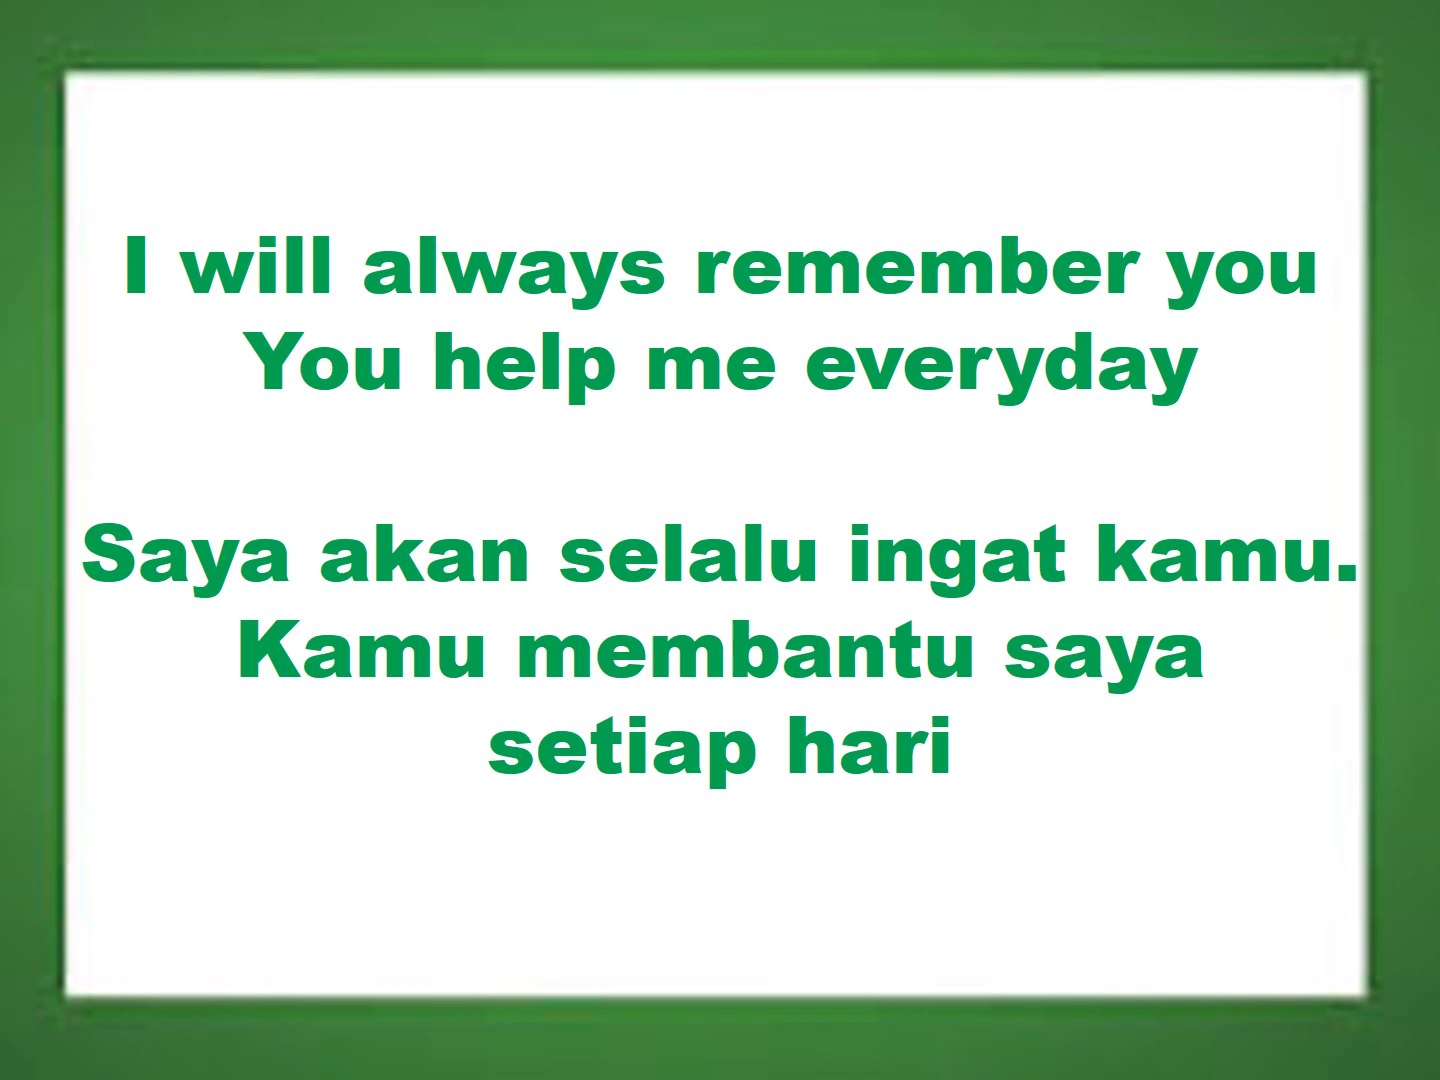 I will always remember you
You help me everyday
Saya akan selalu ingat kamu.
Kamu membantu saya
setiap hari